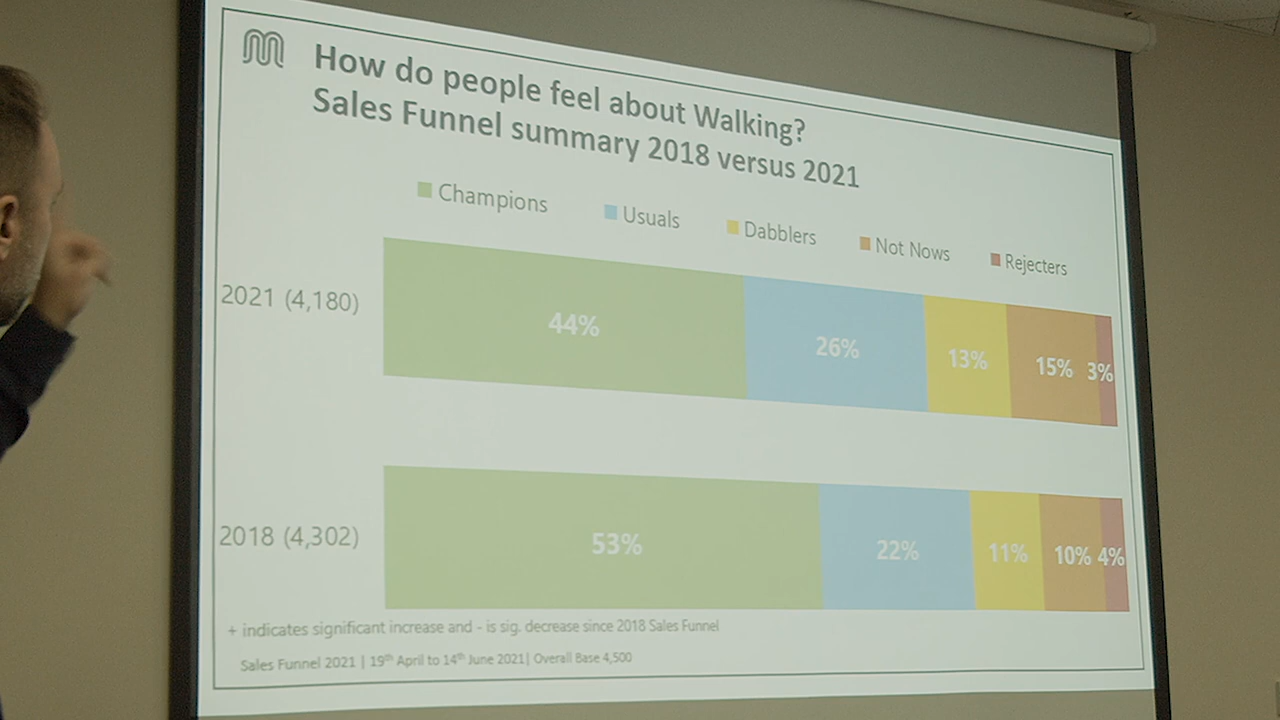 How do people feel about Walking?
Sales Funnel summary 2018 versus 2021
Champions Usuals Dabblers Not Nows Rejecters
2021 (4,180) 44% 26% 13% 15% 3%
2018 (4,302) 53% 22% 11% 10% 4%
+ indicates significant increase and - is sig. decrease since 2018 Sales Funnel
Sales Funnel 2021 | 19th April to 14th June 2021| Overall Base 4,500